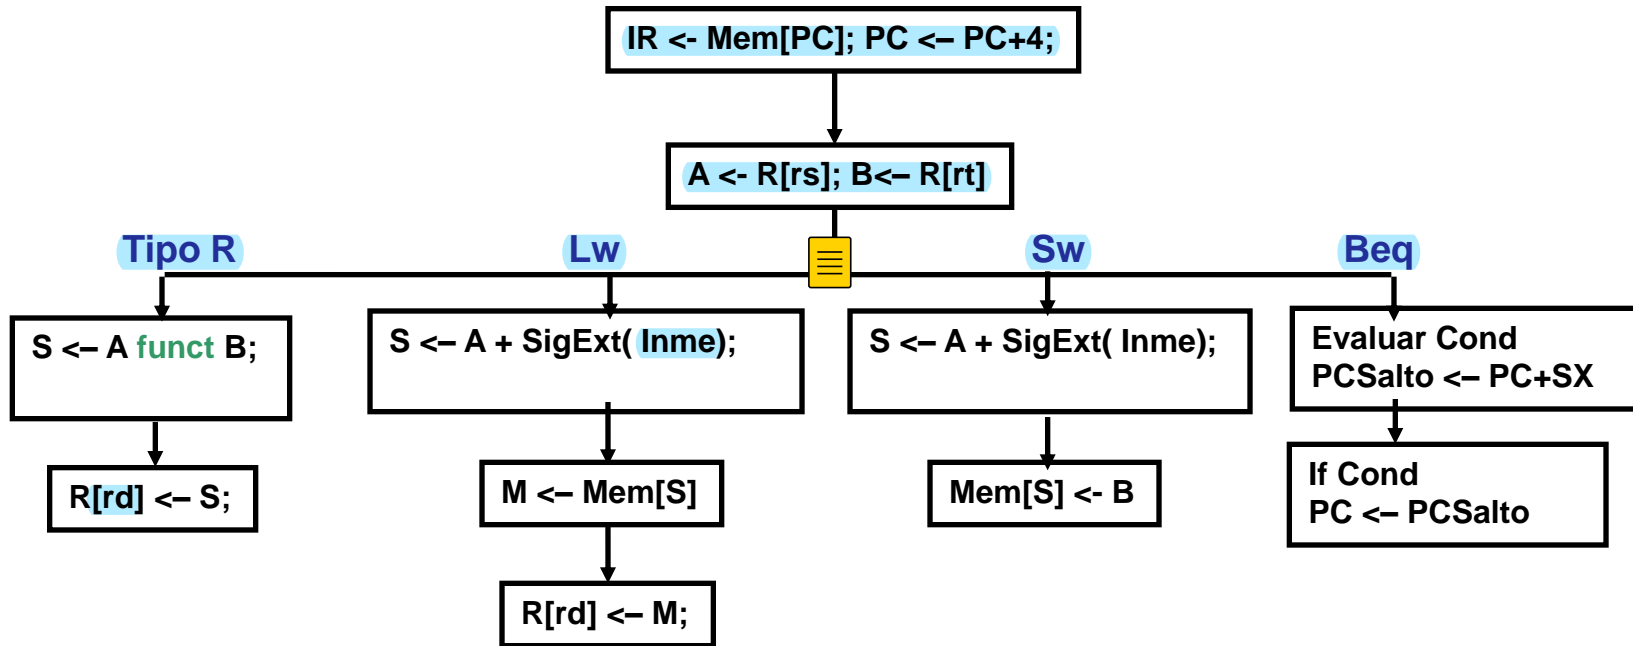 IR <- Mem[PC]; PC <– PC+4;
A <- R[rs]; B<– R[rt]
Tipo R
Lw
Sw
Beq
S <– A funct B;
S <– A + SigExt( Inme);
S <– A + SigExt( Inme);
Evaluar Cond
PCSalto <– PC+SX
R[rd] <– S;
M <– Mem[S]
Mem[S] <- B
If Cond
PC <– PCSalto
R[rd] <– M;